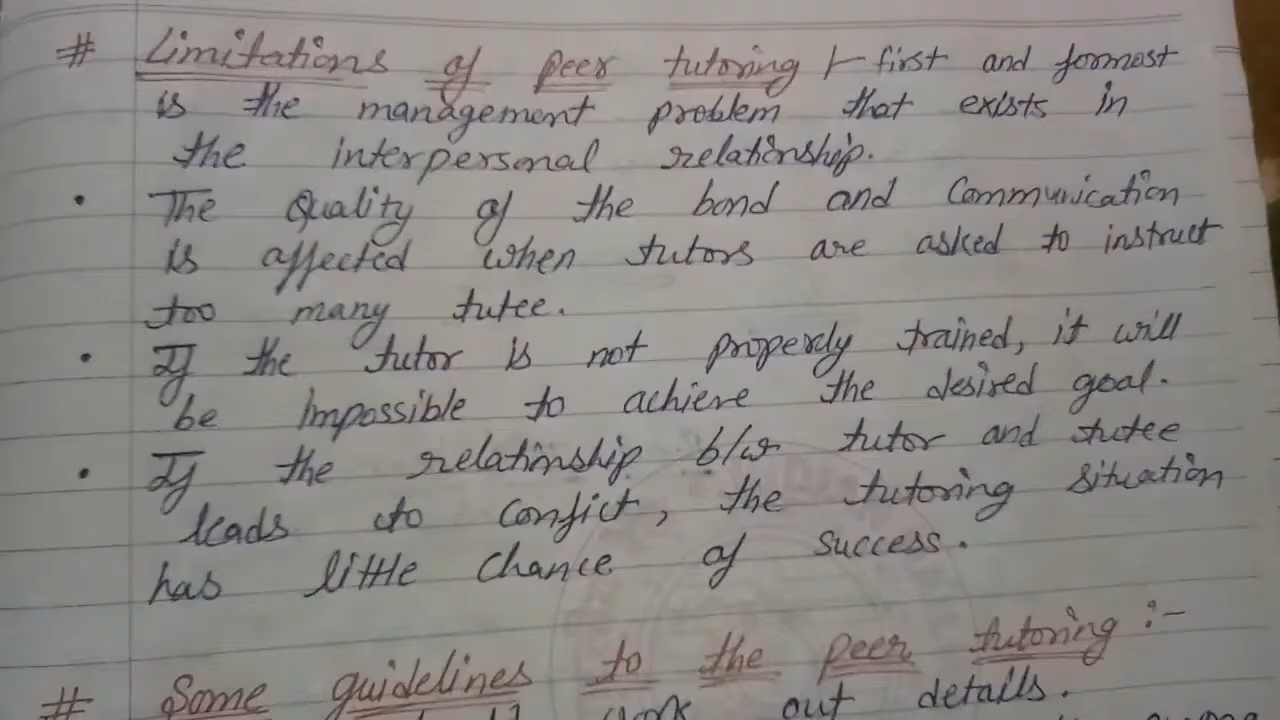 # Limitations of peer tutoring :- first and formost
is the management problem that exists in
the interpersonal relationship.
• The Quality of the bond and Communication
is affected when tutors are asked to instruct
too many tutee.
• If the tutor is not properly trained, it will
be impossible to achieve the desired goal.
• If the relationship b/w tutor and tutee
leads to confict, the tutoring situation
has little chance of success.
# Some guidelines to the peer tutoring :-
work out details.